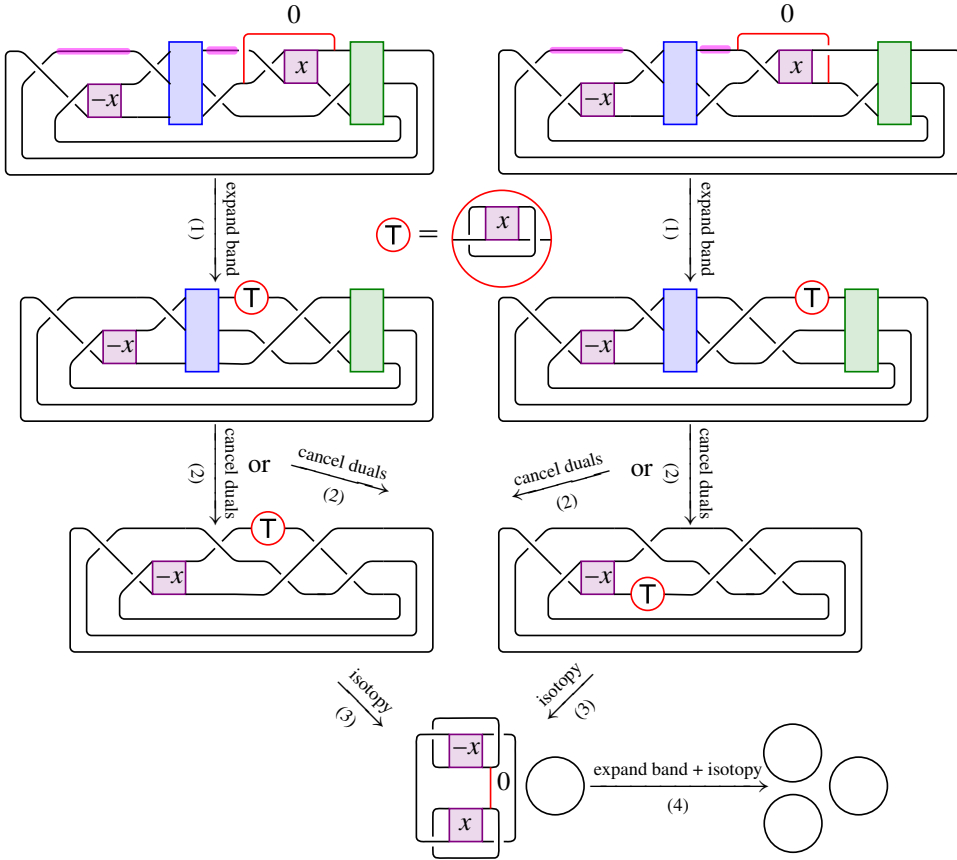 0 0
x x
−x −x
expand band expand band
(1) (1)
T = x
T T
−x −x
cancel duals or cancel duals cancel duals or cancel duals
(2) (2) (2) (2)
T
−x −x
T
isotopy isotopy
(3) (3)
−x
0 expand band + isotopy
(4)
x